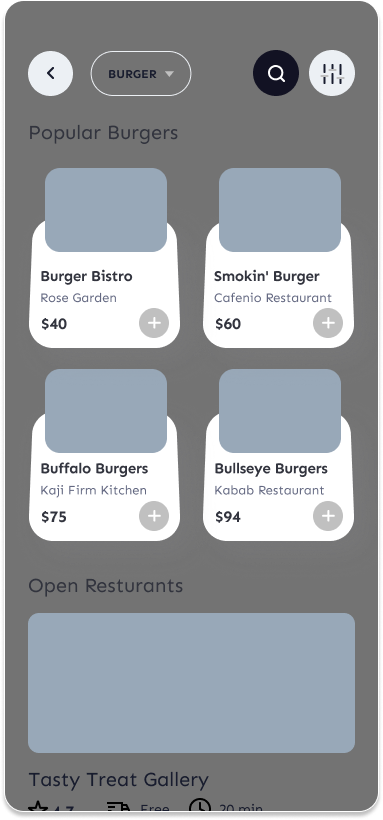 BURGER
Popular Burgers
Burger Bistro
Rose Garden
$40
Smokin' Burger
Cafenio Restaurant
$60
Buffalo Burgers
Kaji Firm Kitchen
$75
Bullseye Burgers
Kabab Restaurant
$94
Open Resturants
Tasty Treat Gallery
4.7 Free 20 min